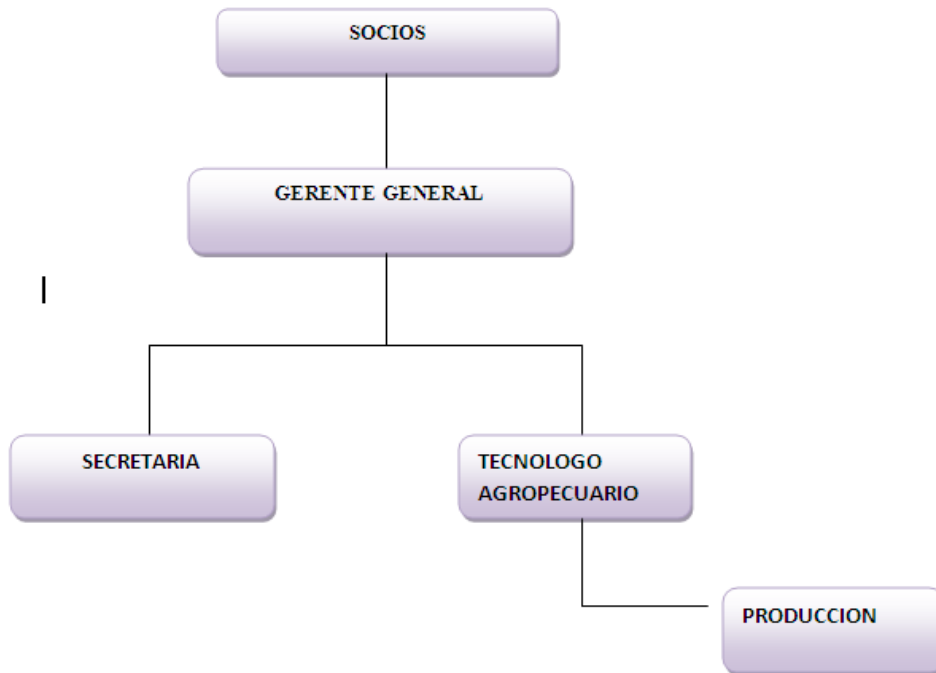 SOCIOS
GERENTE GENERAL
SECRETARIA
TECNOLOGO
AGROPECUARIO
PRODUCCION